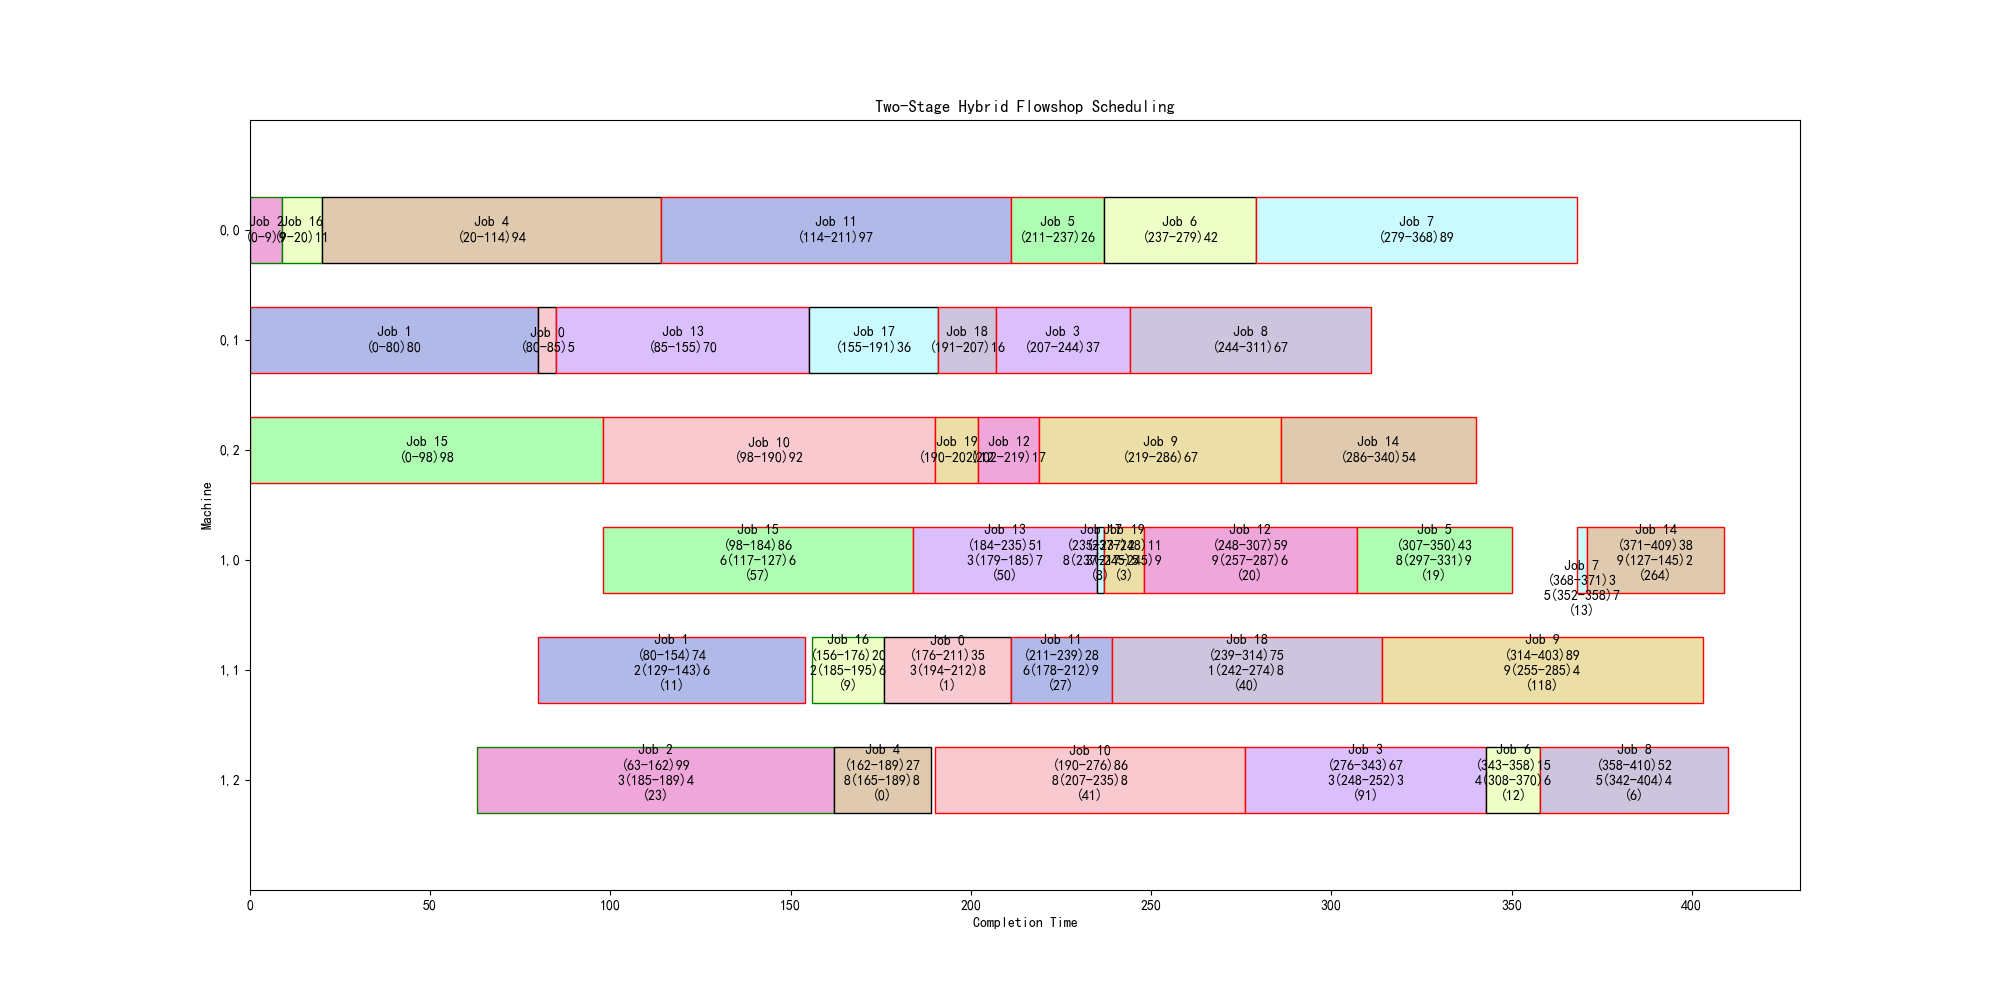 Two-Stage Hybrid Flowshop Scheduling
0,0
Job 2
(0-9)9
Job 16
(9-20)11
Job 4
(20-114)94
Job 11
(114-211)97
Job 5
(211-237)26
Job 6
(237-279)42
Job 7
(279-368)89
0,1
Job 1
(0-80)80
Job 0
(80-85)5
Job 13
(85-155)70
Job 17
(155-191)36
Job 18
(191-207)16
Job 3
(207-244)37
Job 8
(244-311)67
0,2
Job 15
(0-98)98
Job 10
(98-190)92
Job 19
(190-202)12
Job 12
(202-219)17
Job 9
(219-286)67
Job 14
(286-340)54
Machine
1,0
Job 15
(98-184)86
6(117-127)6
(57)
Job 13
(184-235)51
3(179-185)7
(50)
Job 17
(235-237)2
(8)
Job 19
(237-248)11
(3)
Job 12
(248-307)59
9(257-287)6
(20)
Job 5
(307-350)43
8(297-331)9
(19)
Job 7
(368-371)3
5(352-358)7
(13)
Job 14
(371-409)38
9(127-145)2
(264)
1,1
Job 1
(80-154)74
2(129-143)6
(11)
Job 16
(156-176)20
2(185-195)6
(9)
Job 0
(176-211)35
3(194-212)8
(1)
Job 11
(211-239)28
6(178-212)9
(27)
Job 18
(239-314)75
1(242-274)8
(40)
Job 9
(314-403)89
9(255-285)4
(118)
1,2
Job 2
(63-162)99
3(185-189)4
(23)
Job 4
(162-189)27
8(165-189)8
(0)
Job 10
(190-276)86
8(207-235)8
(41)
Job 3
(276-343)67
3(248-252)3
(91)
Job 6
(343-358)15
4(308-370)6
(12)
Job 8
(358-410)52
5(342-404)4
(6)
0
50
100
150
200
250
300
350
400
Completion Time